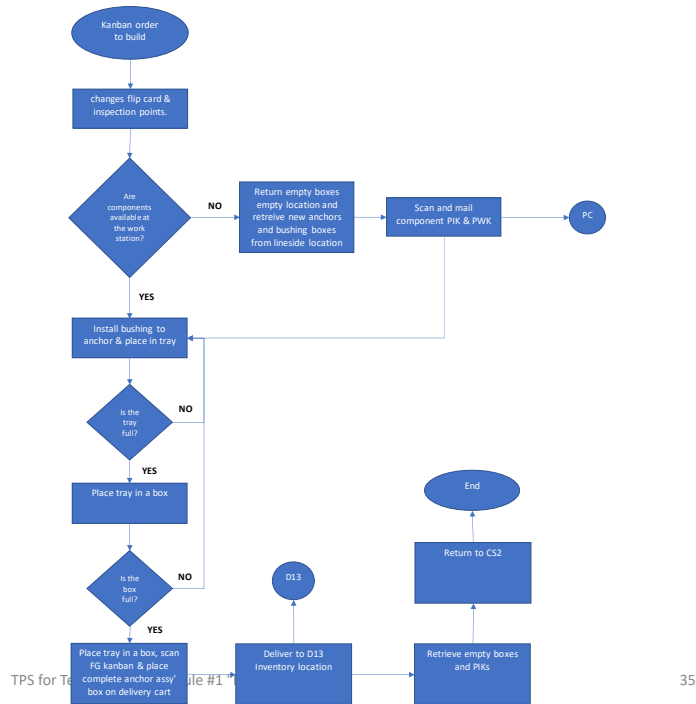 Kanban order
to build
changes flip card &
inspection points.
Are
components
available at
the work
station?
NO
Return empty boxes
empty location and
retreive new anchors
and bushing boxes
from lineside location
Scan and mail
component PIK & PWK
PC
YES
Install bushing to
anchor & place in tray
Is the
tray
full?
NO
YES
Place tray in a box
Is the
box
full?
NO
YES
Place tray in a box, scan
FG kanban & place
complete anchor assy'
box on delivery cart
D13
Deliver to D13
Inventory location
End
Return to CS2
Retrieve empty boxes
and PIKs
TPS for #1
35